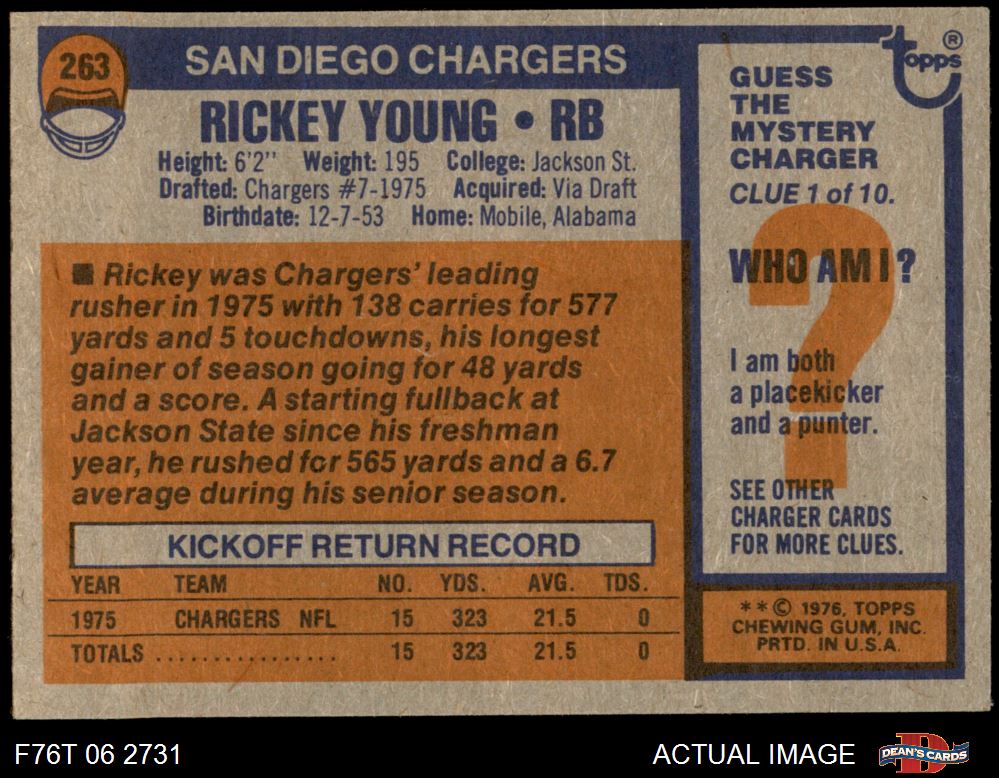 263
SAN DIEGO CHARGERS
RICKEY YOUNG • RB
Height: 6'2" Weight: 195 College: Jackson St.
Drafted: Chargers #7-1975 Acquired: Via Draft
Birthdate: 12-7-53 Home: Mobile, Alabama
■ Rickey was Chargers' leading
rusher in 1975 with 138 carries for 577
yards and 5 touchdowns, his longest
gainer of season going for 48 yards
and a score. A starting fullback at
Jackson State since his freshman
year, he rushed for 565 yards and a 6.7
average during his senior season.
KICKOFF RETURN RECORD
YEAR TEAM NO. YDS. AVG. TDS.
1975 CHARGERS NFL 15 323 21.5 0
TOTALS ................. 15 323 21.5 0
topps ®
GUESS
THE
MYSTERY
CHARGER
CLUE 1 of 10.
?
WHO AM I?
I am both
a placekicker
and a punter.
SEE OTHER
CHARGER CARDS
FOR MORE CLUES.
** © 1976, TOPPS
CHEWING GUM, INC.
PRTD. IN U.S.A.
F76T 06 2731
ACTUAL IMAGE
D
DEAN'S CARDS